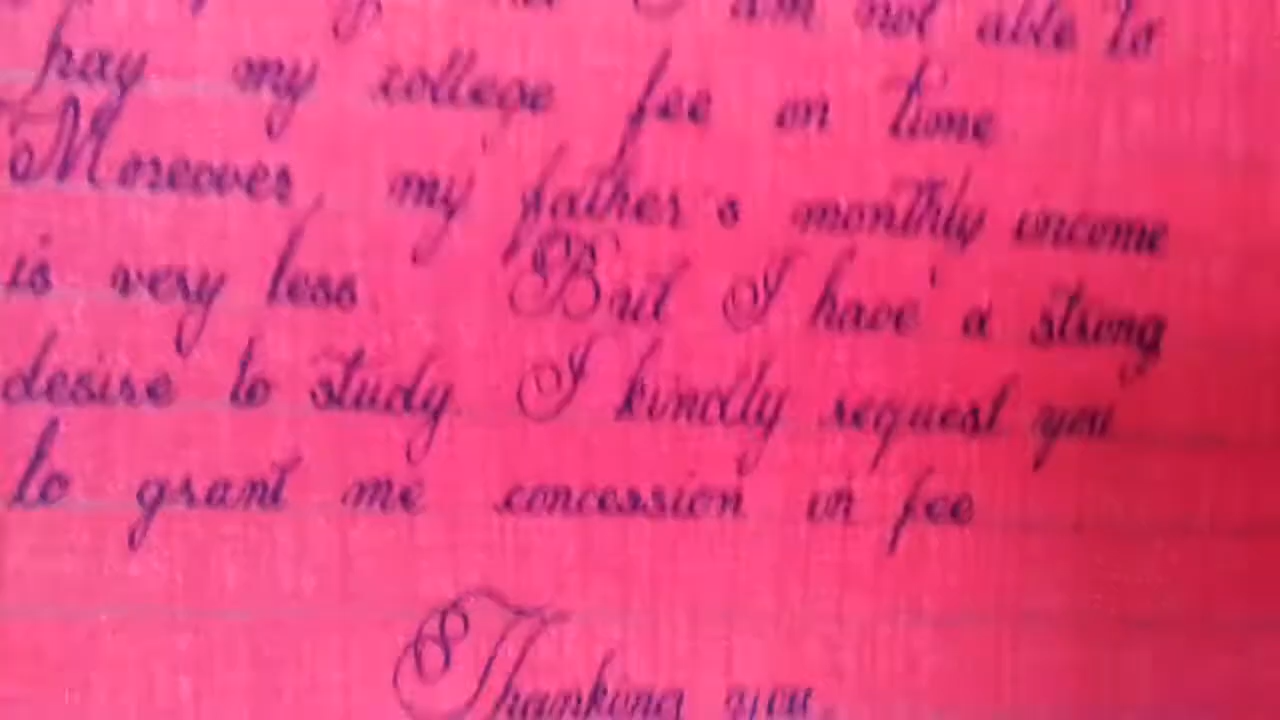 I am not able to
pay my college fee on time
Moreover, my father's monthly income
is very less. But I have a strong
desire to study. I kindly request you
to grant me concession in fee
Thanking you,